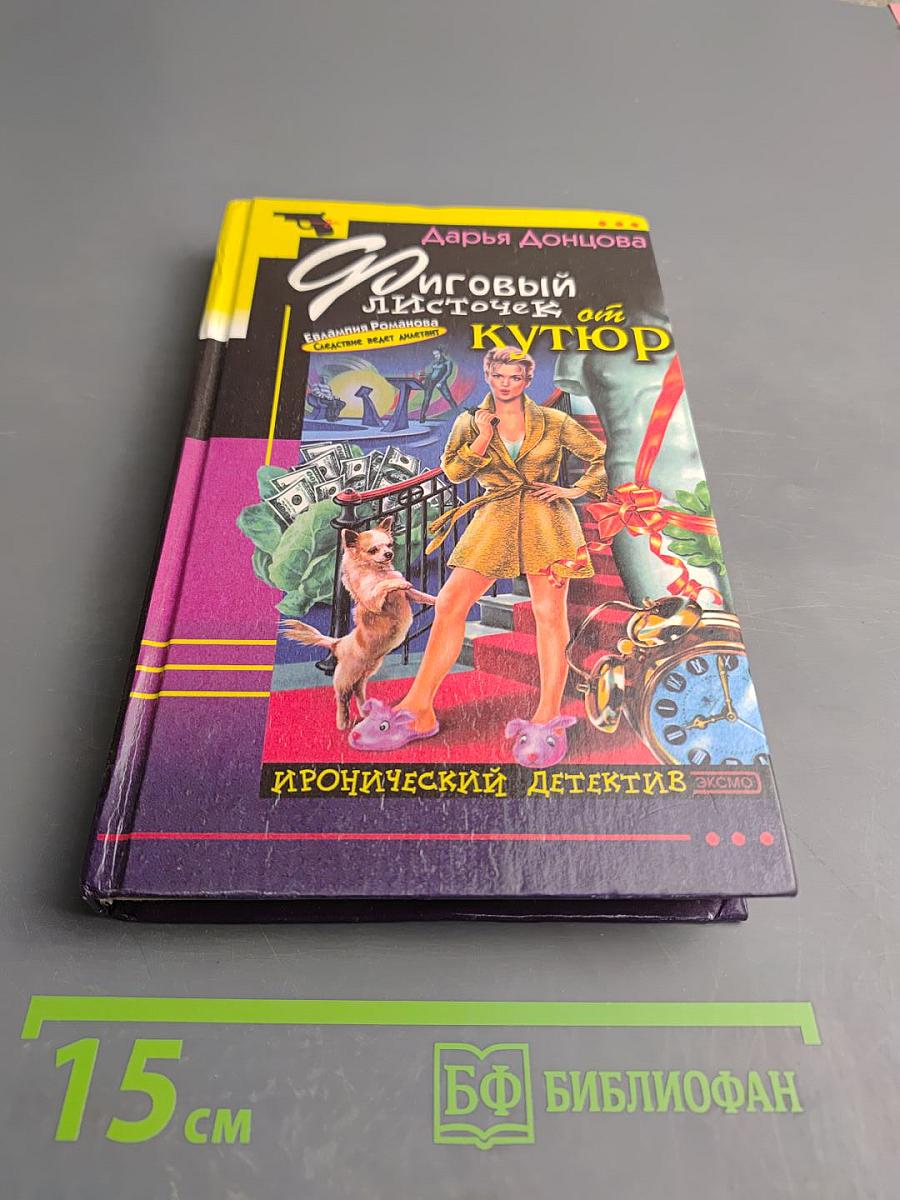 Дарья Донцова
Фиговый
листочек от
кутюр
Евлампия Романова
Следствие ведет дилетант
ИРОНИЧЕСКИЙ ДЕТЕКТИВ
ЭКСМО
15 см
БФ БИБЛИОФАН